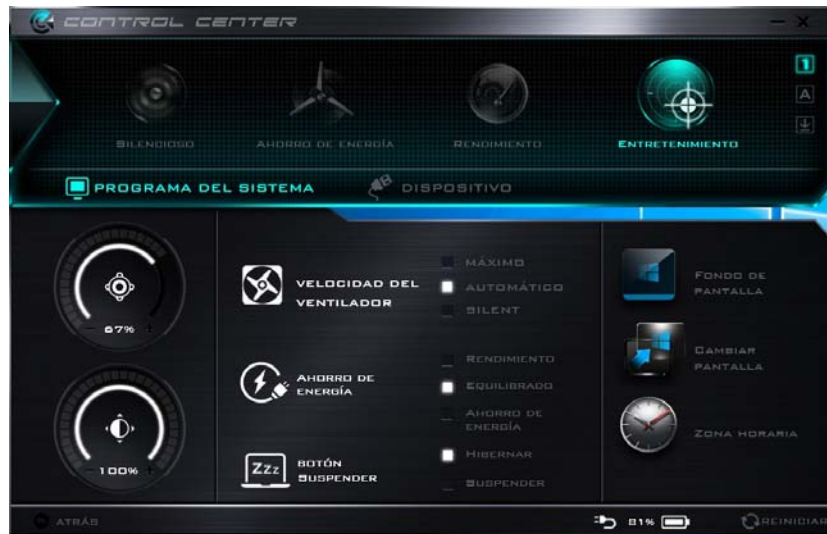 CONTROL CENTER
1
A
SILENCIOSO
AHORRO DE ENERGÍA
RENDIMIENTO
ENTRETENIMIENTO
PROGRAMA DEL SISTEMA
DISPOSITIVO
67%
VELOCIDAD DEL
VENTILADOR
MÁXIMO
AUTOMÁTICO
SILENT
FONDO DE
PANTALLA
100%
AHORRO DE
ENERGÍA
RENDIMIENTO
EQUILIBRADO
AHORRO DE
ENERGÍA
CAMBIAR
PANTALLA
ZZZ
BOTÓN
SUSPENDER
HIBERNAR
SUSPENDER
ZONA HORARIA
ATRÁS
81%
REINICIAR